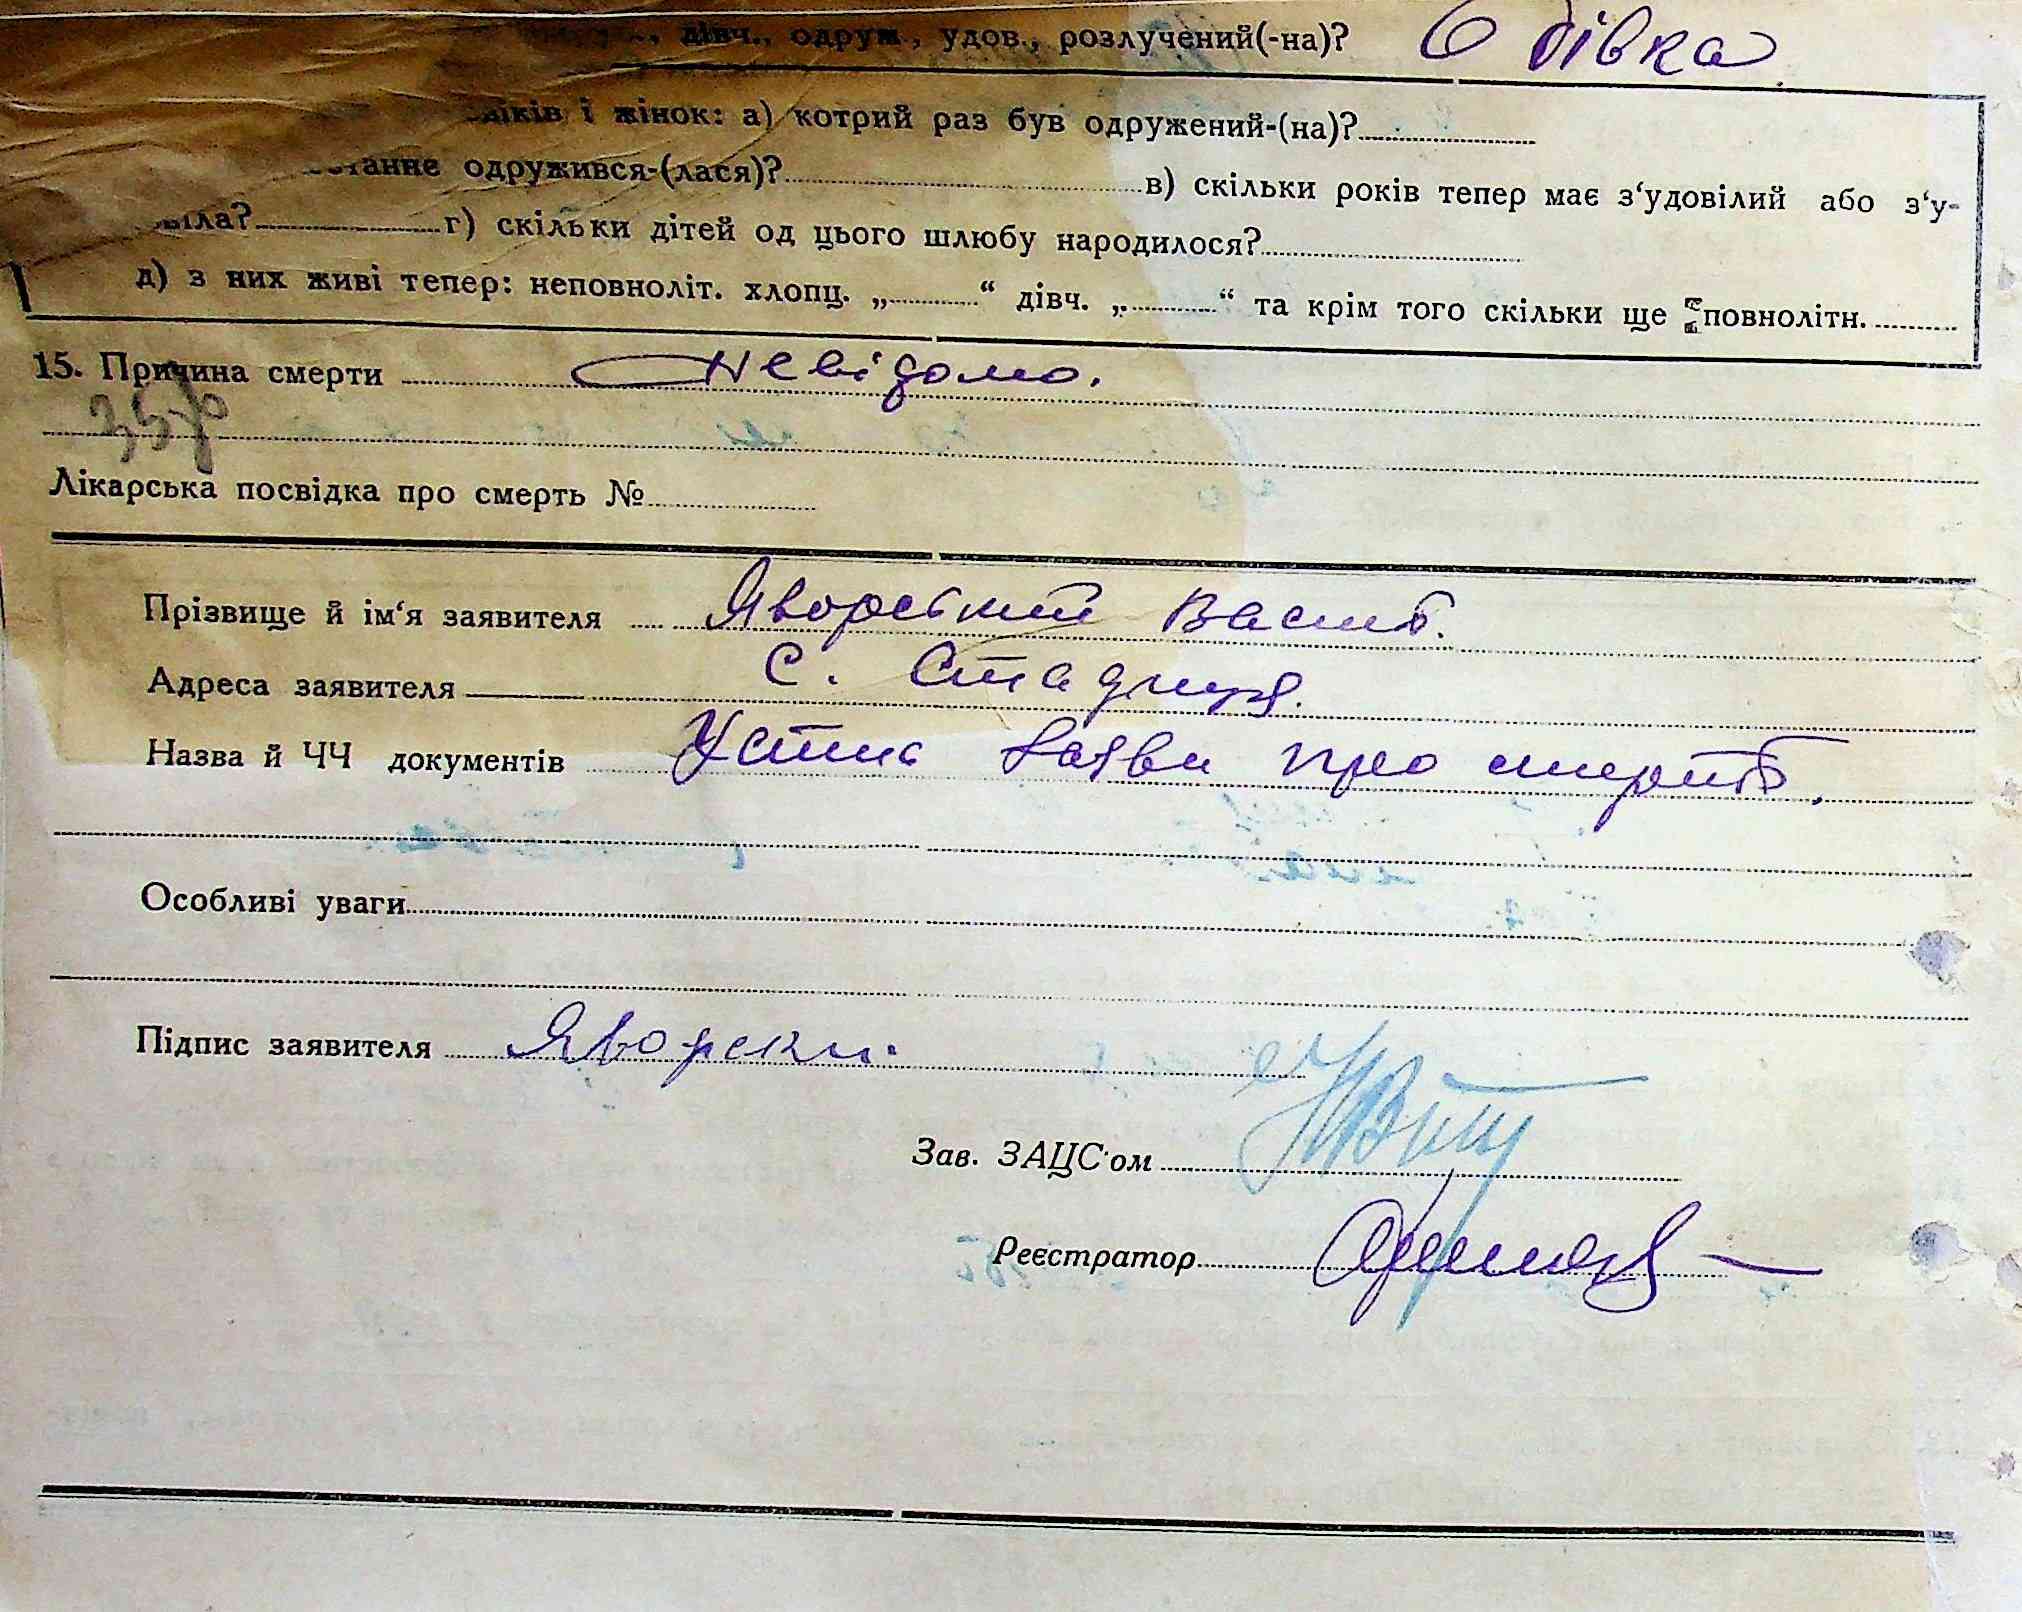 дівч., одруж., удов., розлучений(-на)? дівка
і жінок: а) котрий раз був одружений-(на)?
одружився-(лася)? в) скільки років тепер має з‘удовілий або з‘у-
віла? г) скільки дітей од цього шлюбу народилося?
д) з них живі тепер: неповноліт. хлопц. „ “ дівч. „ “ та крім того скільки ще повнолітн.
15. Причина смерти невідомо.
Лікарська посвідка про смерть №
Прізвище й ім‘я заявителя Яворський Василь.
Адреса заявителя с. Стадниця.
Назва й ЧЧ документів Устна заява про смерть.
Особливі уваги
Підпис заявителя Яворски.
Зав. ЗАЦС‘ом
Реєстратор